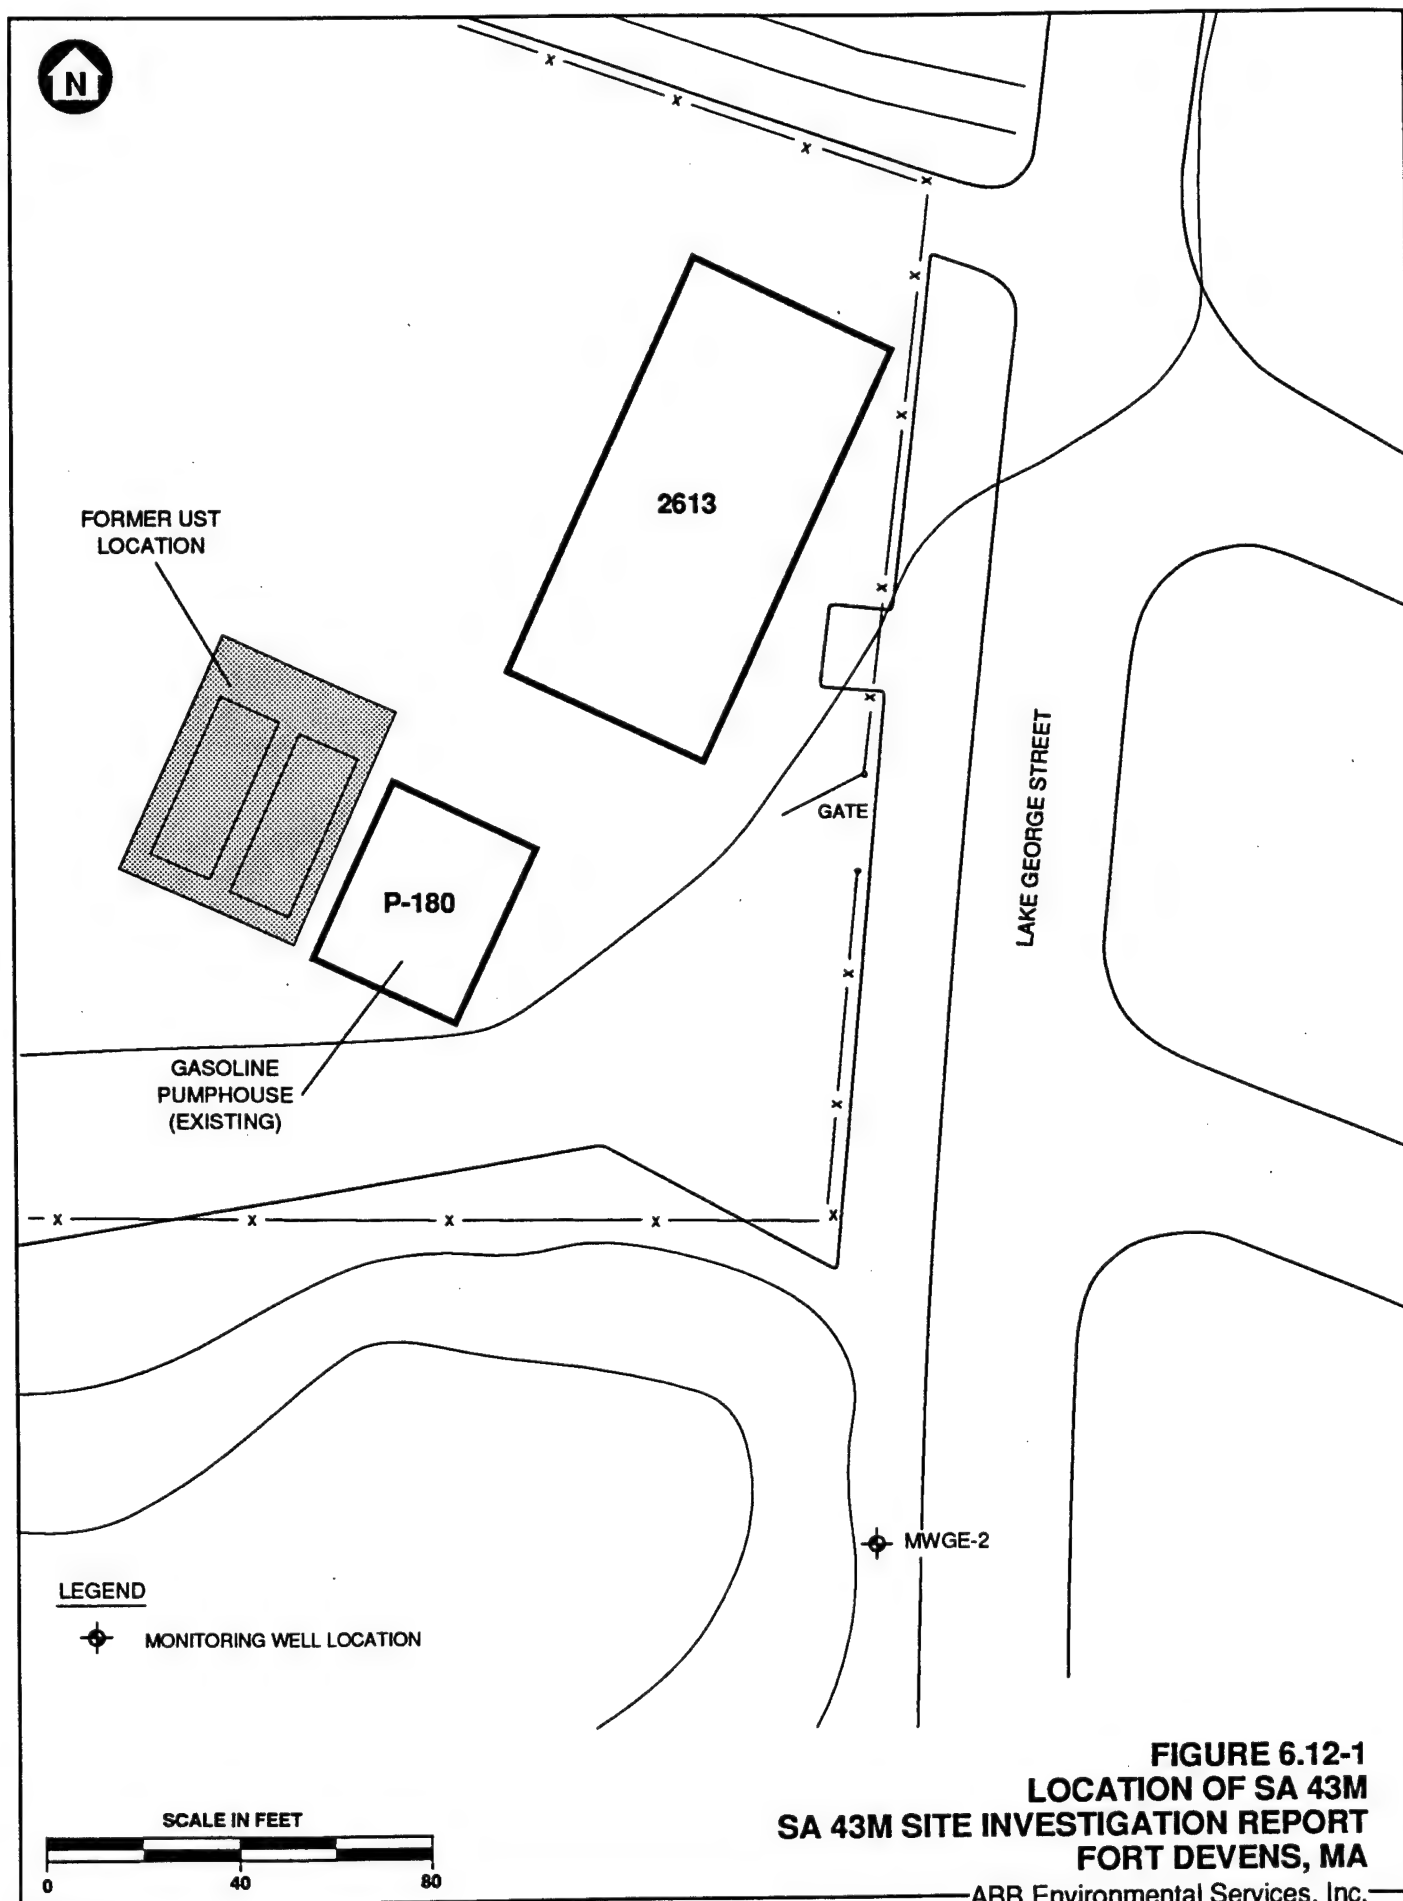 N
2613
FORMER UST
LOCATION
P-180
GATE
LAKE GEORGE STREET
GASOLINE
PUMPHOUSE
(EXISTING)
MWGE-2
LEGEND
MONITORING WELL LOCATION
SCALE IN FEET
0 40 80
FIGURE 6.12-1
LOCATION OF SA 43M
SA 43M SITE INVESTIGATION REPORT
FORT DEVENS, MA
ABB Environmental Services, Inc.